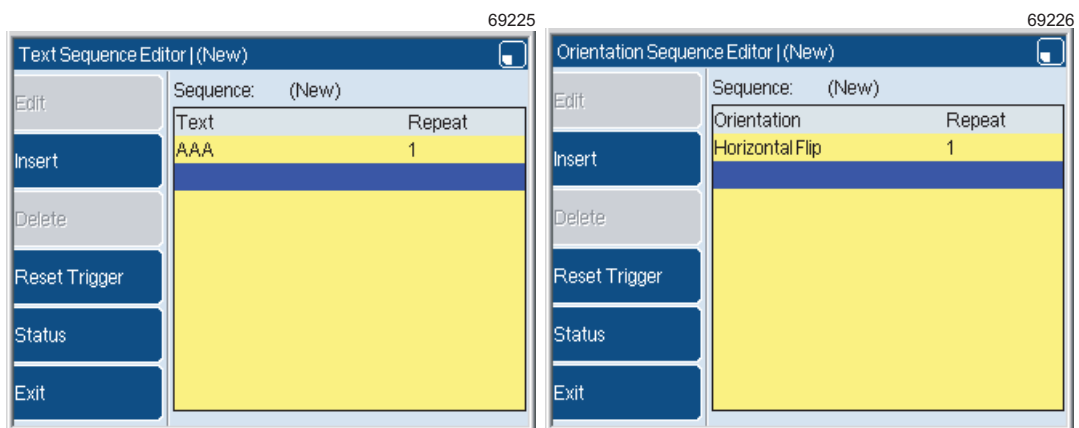 69225
Text Sequence Editor | (New)
Edit
Insert
Delete
Reset Trigger
Status
Exit
Sequence: (New)
Text Repeat
AAA 1
69226
Orientation Sequence Editor | (New)
Edit
Insert
Delete
Reset Trigger
Status
Exit
Sequence: (New)
Orientation Repeat
Horizontal Flip 1